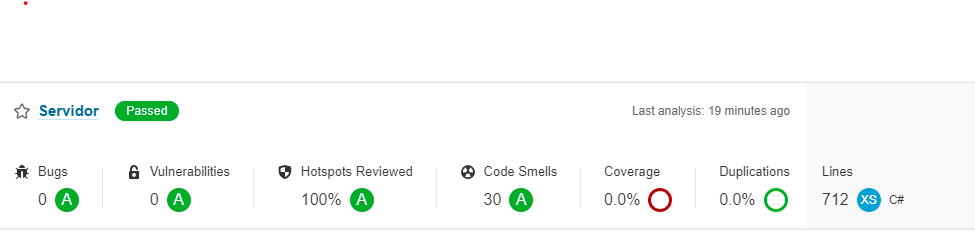 Servidor Passed Last analysis: 19 minutes ago
Bugs Vulnerabilities Hotspots Reviewed Code Smells Coverage Duplications Lines
0 A 0 A 100% A 30 A 0.0% 0.0% 712 XS C#